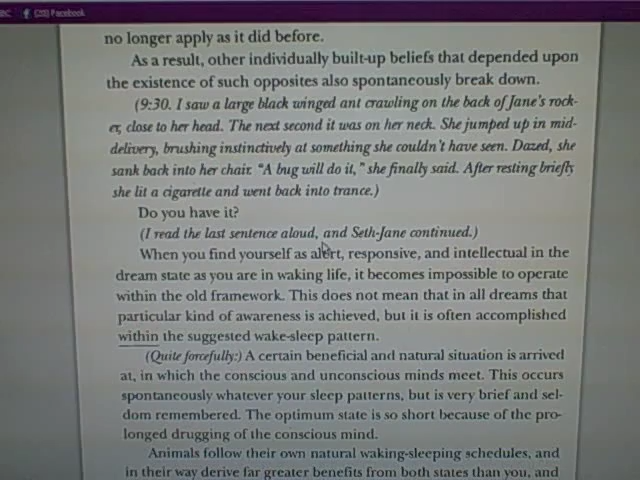 (28) Facebook
no longer apply as it did before.
As a result, other individually built-up beliefs that depended upon
the existence of such opposites also spontaneously break down.
(9:30. I saw a large black winged ant crawling on the back of Jane's rock-
er, close to her head. The next second it was on her neck. She jumped up in mid-
delivery, brushing instinctively at something she couldn't have seen. Dazed, she
sank back into her chair. "A bug will do it," she finally said. After resting briefly
she lit a cigarette and went back into trance.)
Do you have it?
(I read the last sentence aloud, and Seth-Jane continued.)
When you find yourself as alert, responsive, and intellectual in the
dream state as you are in waking life, it becomes impossible to operate
within the old framework. This does not mean that in all dreams that
particular kind of awareness is achieved, but it is often accomplished
within the suggested wake-sleep pattern.
(Quite forcefully:) A certain beneficial and natural situation is arrived
at, in which the conscious and unconscious minds meet. This occurs
spontaneously whatever your sleep patterns, but is very brief and sel-
dom remembered. The optimum state is so short because of the pro-
longed drugging of the conscious mind.
Animals follow their own natural waking-sleeping schedules, and
in their way derive far greater benefits from both states than you, and